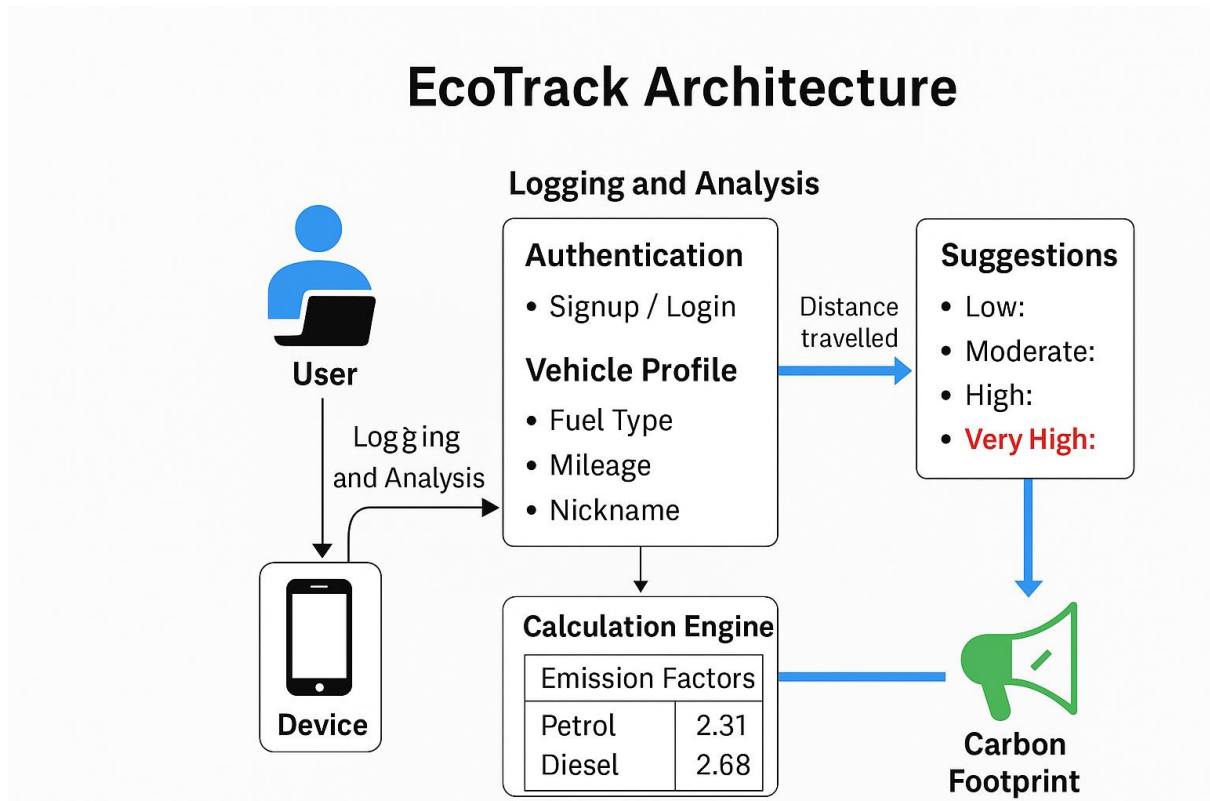 EcoTrack Architecture
Logging and Analysis
Authentication
• Signup / Login
Vehicle Profile
• Fuel Type
• Mileage
• Nickname
Distance
travelled
Suggestions
• Low:
• Moderate:
• High:
• Very High:
User
Logg̀ing
and Analysis
Device
Calculation Engine
Emission Factors
Petrol 2.31
Diesel 2.68
Carbon
Footprint